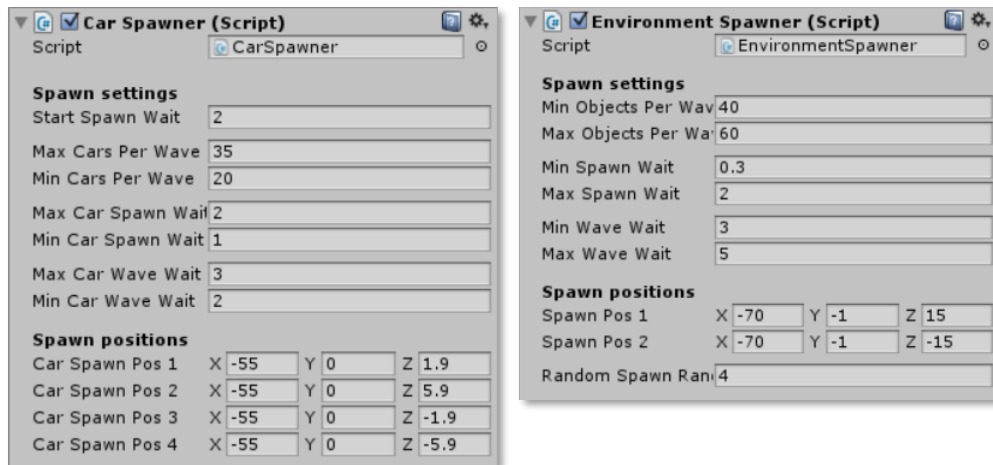 Car Spawner (Script)
Script CarSpawner
Spawn settings
Start Spawn Wait 2
Max Cars Per Wave 35
Min Cars Per Wave 20
Max Car Spawn Wait 2
Min Car Spawn Wait 1
Max Car Wave Wait 3
Min Car Wave Wait 2
Spawn positions
Car Spawn Pos 1 X -55 Y 0 Z 1.9
Car Spawn Pos 2 X -55 Y 0 Z 5.9
Car Spawn Pos 3 X -55 Y 0 Z -1.9
Car Spawn Pos 4 X -55 Y 0 Z -5.9
Environment Spawner (Script)
Script EnvironmentSpawner
Spawn settings
Min Objects Per Wav 40
Max Objects Per Wa 60
Min Spawn Wait 0.3
Max Spawn Wait 2
Min Wave Wait 3
Max Wave Wait 5
Spawn positions
Spawn Pos 1 X -70 Y -1 Z 15
Spawn Pos 2 X -70 Y -1 Z -15
Random Spawn Ran 4